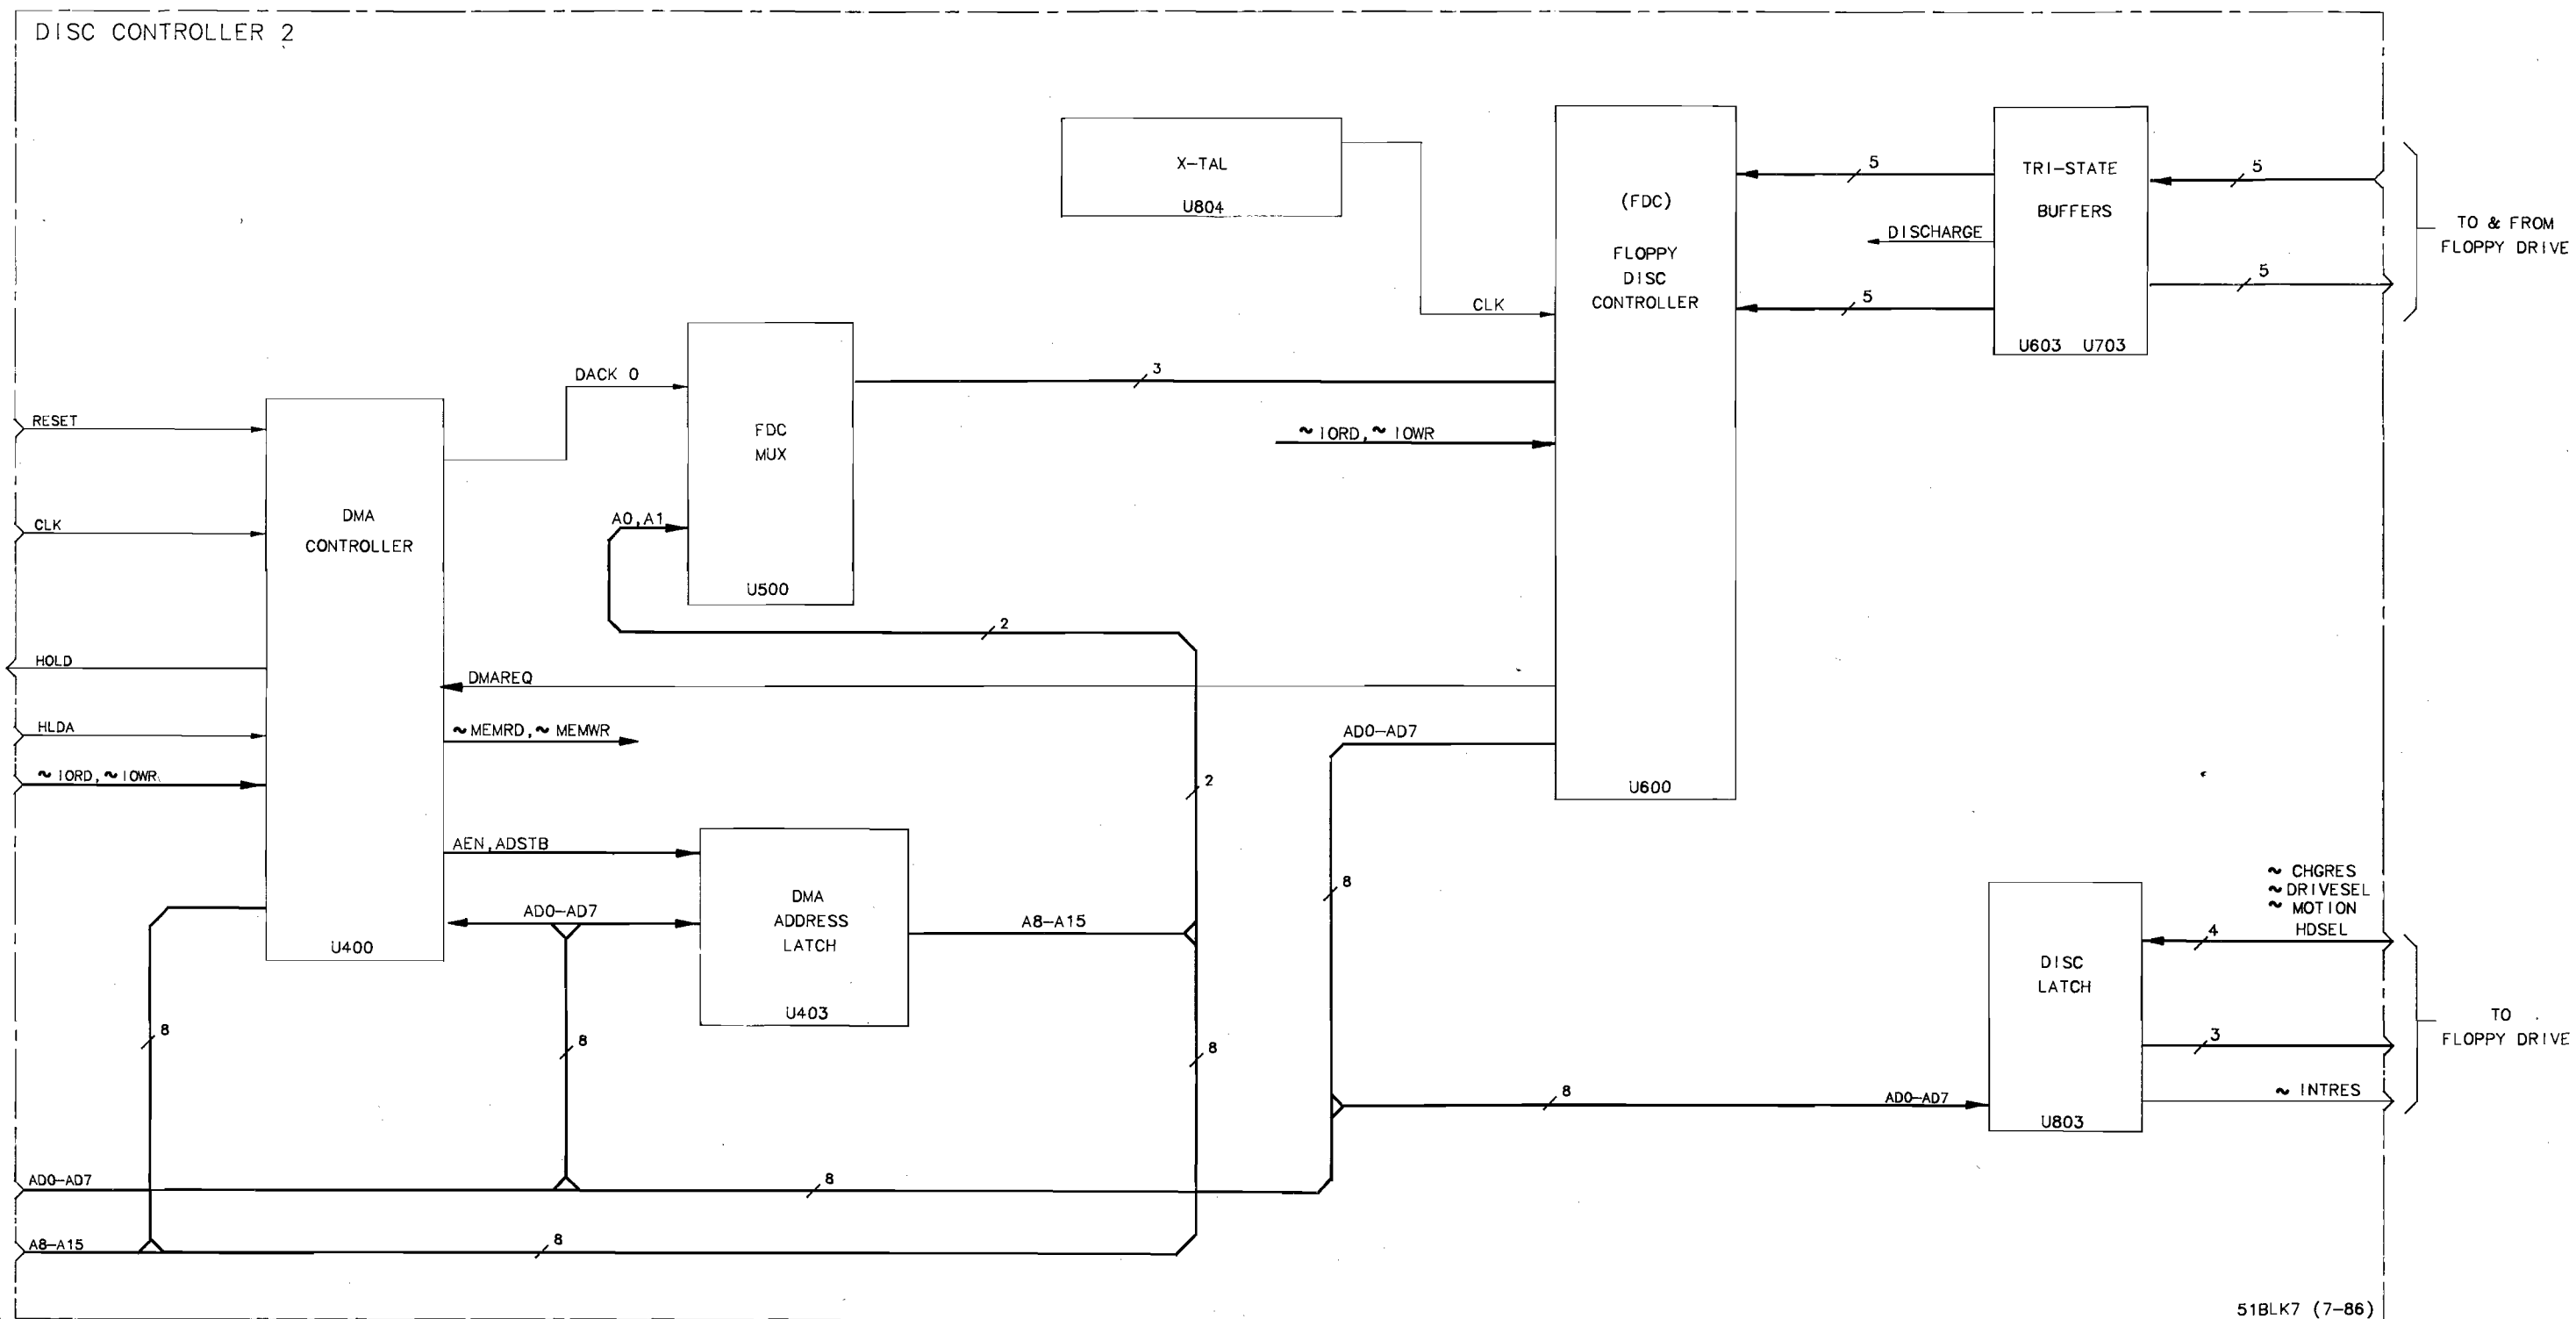 DISC CONTROLLER 2
X-TAL
U804
(FDC)
FLOPPY
DISC
CONTROLLER
U600
CLK
5
DISCHARGE
5
TRI-STATE
BUFFERS
U603 U703
5
5
TO & FROM
FLOPPY DRIVE
RESET
CLK
HOLD
HLDA
~IORD,~IOWR
DMA
CONTROLLER
U400
DACK 0
A0,A1
FDC
MUX
U500
3
~IORD,~IOWR
2
DMAREQ
~MEMRD,~MEMWR
2
AD0-AD7
AEN,ADSTB
AD0-AD7
DMA
ADDRESS
LATCH
U403
A8-A15
8
8
8
8
~ CHGRES
~DRIVESEL
~ MOTION
HDSEL
4
DISC
LATCH
U803
3
~ INTRES
TO
FLOPPY DRIVE
8
AD0-AD7
AD0-AD7
8
A8-A15
8
51BLK7 (7-86)